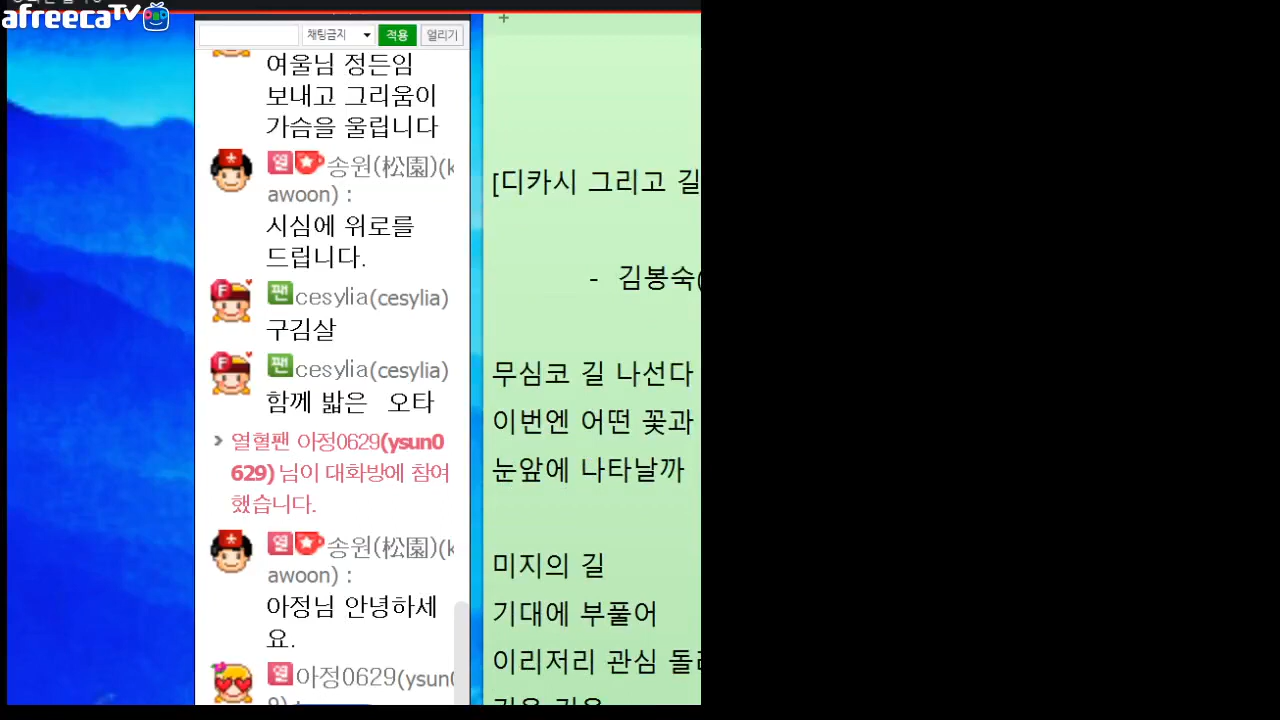 afreecaTV
채팅금지
적용
열리기
여울님 정든임
보내고 그리움이
가슴을 울립니다
열 송원(松園)(k
awoon) :
시심에 위로를
드립니다.
팬 cesylia(cesylia)
구김살
팬 cesylia(cesylia)
함께 밟은 오타
열혈팬 아정0629(ysun0
629) 님이 대화방에 참여
했습니다.
열 송원(松園)(k
awoon) :
아정님 안녕하세
요.
열 아정0629(ysun0
[디카시 그리고 길
- 김봉숙(
무심코 길 나선다
이번엔 어떤 꽃과
눈앞에 나타날까
미지의 길
기대에 부풀어
이리저리 관심